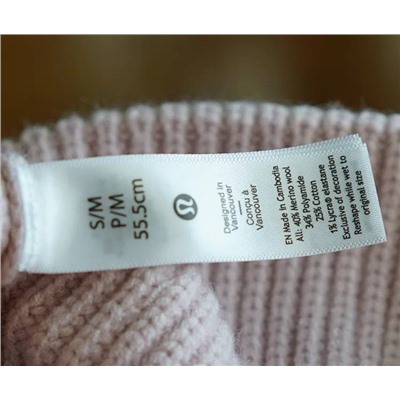 S/M
P/M
55.5cm
Designed in
Vancouver
Conçu à
Vancouver
EN Made in Cambodia
All: 40% Merino wool
34% Polyamide
25% Cotton
1% Lycra® elastane
Exclusive of decoration
Reshape while wet to
original size